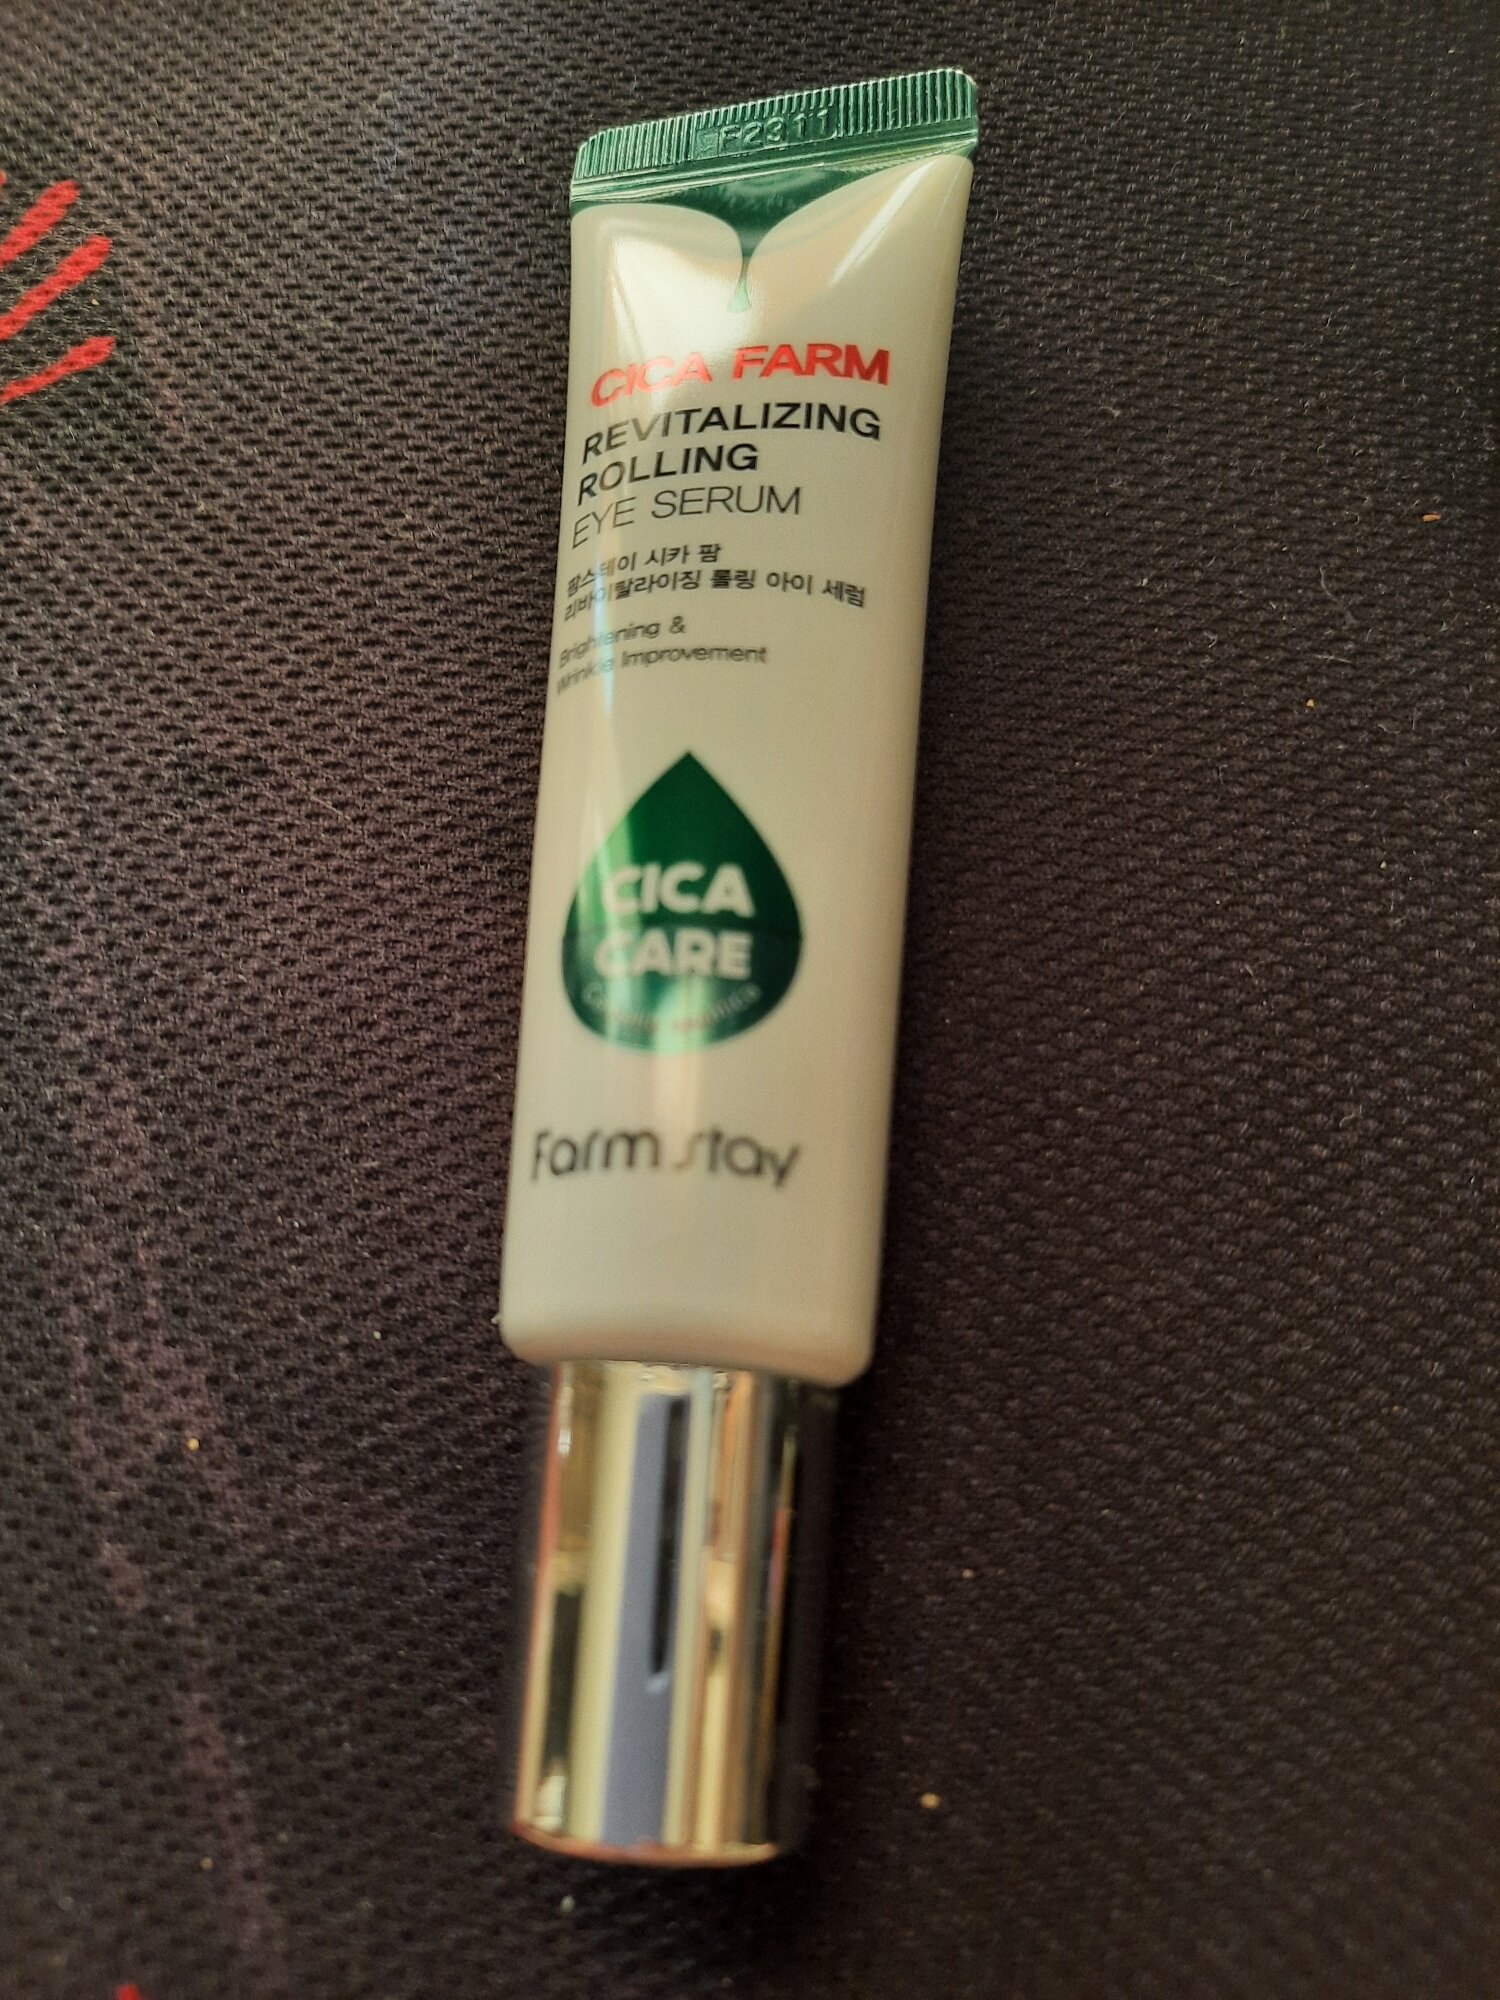 F2311
CICA FARM
REVITALIZING
ROLLING
EYE SERUM
팜스테이 시카 팜
리바이탈라이징 롤링 아이 세럼
Brightening &
Wrinkle Improvement
CICA
CARE
Farm stay